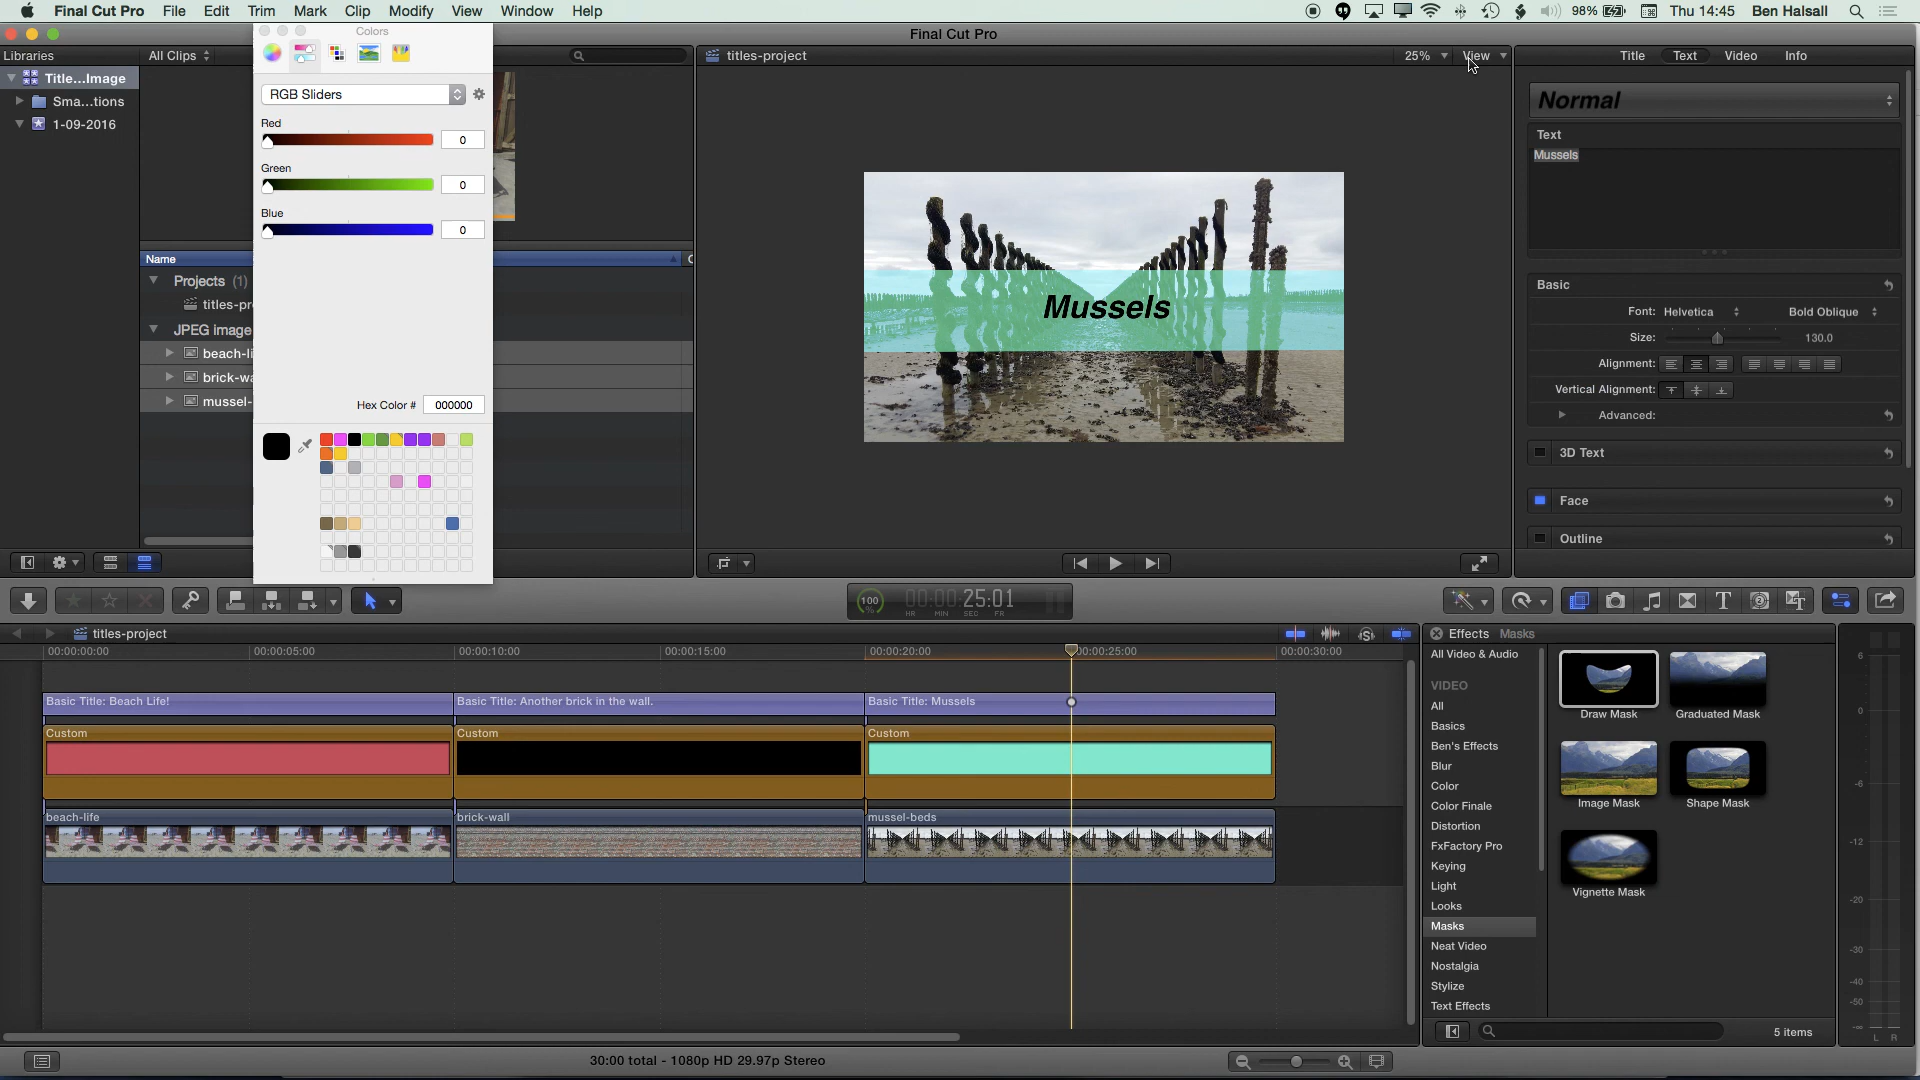 Final Cut Pro File Edit Trim Mark Clip Modify View Window Help
98% Thu 14:45 Ben Halsall
Colors
Final Cut Pro
Libraries
All Clips
titles-project
25% View
Title Text Video Info
Title...Image
Sma...tions
1-09-2016
RGB Sliders
Red
0
Green
0
Blue
0
Hex Color # 000000
Name
Projects (1)
titles-pr
JPEG image
beach-li
brick-wa
mussel-
Mussels
Normal
Text
Mussels
Basic
Font: Helvetica Bold Oblique
Size: 130.0
Alignment:
Vertical Alignment:
Advanced:
3D Text
Face
Outline
100 %
00:00:25:01
HR MIN SEC FR
titles-project
00:00:00:00 00:00:05:00 00:00:10:00 00:00:15:00 00:00:20:00 00:00:25:00 00:00:30:00
Basic Title: Beach Life! Basic Title: Another brick in the wall. Basic Title: Mussels
Custom Custom Custom
beach-life brick-wall mussel-beds
Effects Masks
All Video & Audio
VIDEO
All
Basics
Ben's Effects
Blur
Color
Color Finale
Distortion
FxFactory Pro
Keying
Light
Looks
Masks
Neat Video
Nostalgia
Stylize
Text Effects
Draw Mask
Graduated Mask
Image Mask
Shape Mask
Vignette Mask
5 items
6
0
-6
-12
-20
-30
-40
-50
-∞
L R
30:00 total - 1080p HD 29.97p Stereo